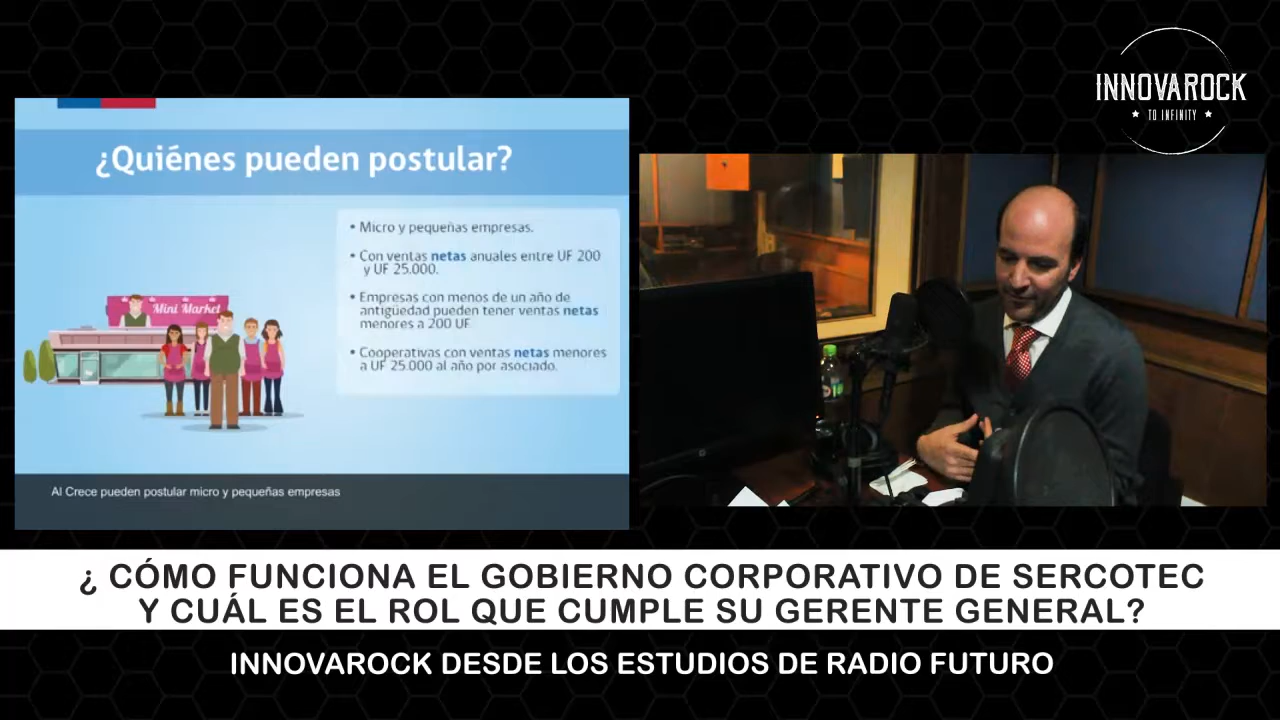 INNOVAROCK
TO INFINITY
¿Quiénes pueden postular?
• Micro y pequeñas empresas.
• Con ventas netas anuales entre UF 200
y UF 25.000.
• Empresas con menos de un año de
antigüedad pueden tener ventas netas
menores a 200 UF.
• Cooperativas con ventas netas menores
a UF 25.000 al año por asociado.
Mini Market
Al Crece pueden postular micro y pequeñas empresas
¿ CÓMO FUNCIONA EL GOBIERNO CORPORATIVO DE SERCOTEC
Y CUÁL ES EL ROL QUE CUMPLE SU GERENTE GENERAL?
INNOVAROCK DESDE LOS ESTUDIOS DE RADIO FUTURO